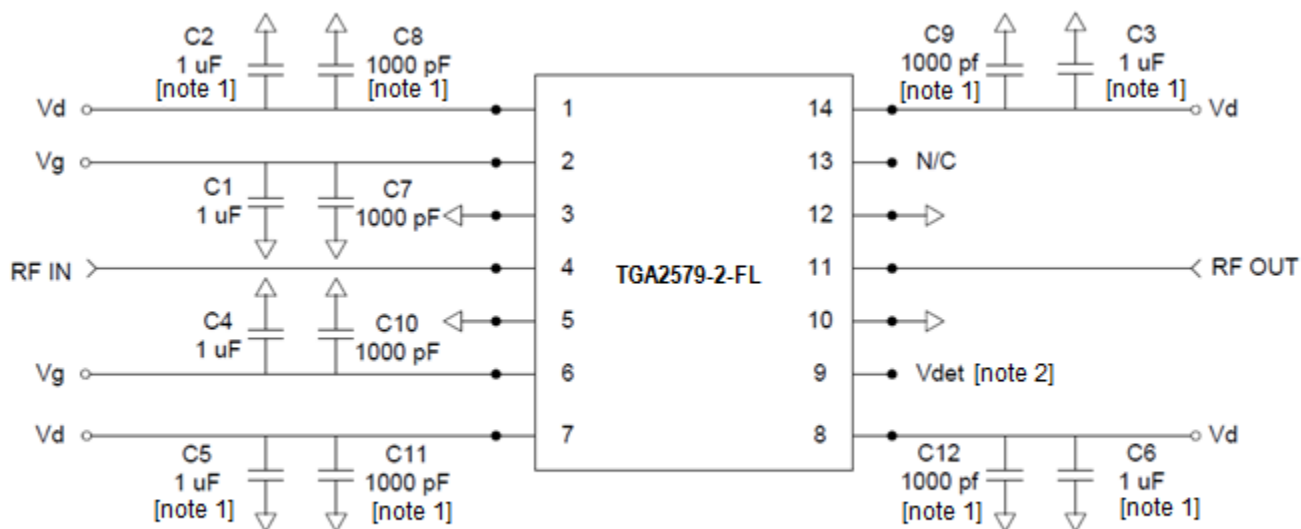 C2
1 uF
[note 1]
C8
1000 pF
[note 1]
C9
1000 pf
[note 1]
C3
1 uF
[note 1]
Vd
1
14
Vd
Vg
2
13
N/C
C1
1 uF
C7
1000 pF
3
12
RF IN
4
TGA2579-2-FL
11
RF OUT
C4
1 uF
C10
1000 pF
5
10
Vg
6
9
Vdet [note 2]
Vd
7
8
Vd
C5
1 uF
[note 1]
C11
1000 pF
[note 1]
C12
1000 pf
[note 1]
C6
1 uF
[note 1]